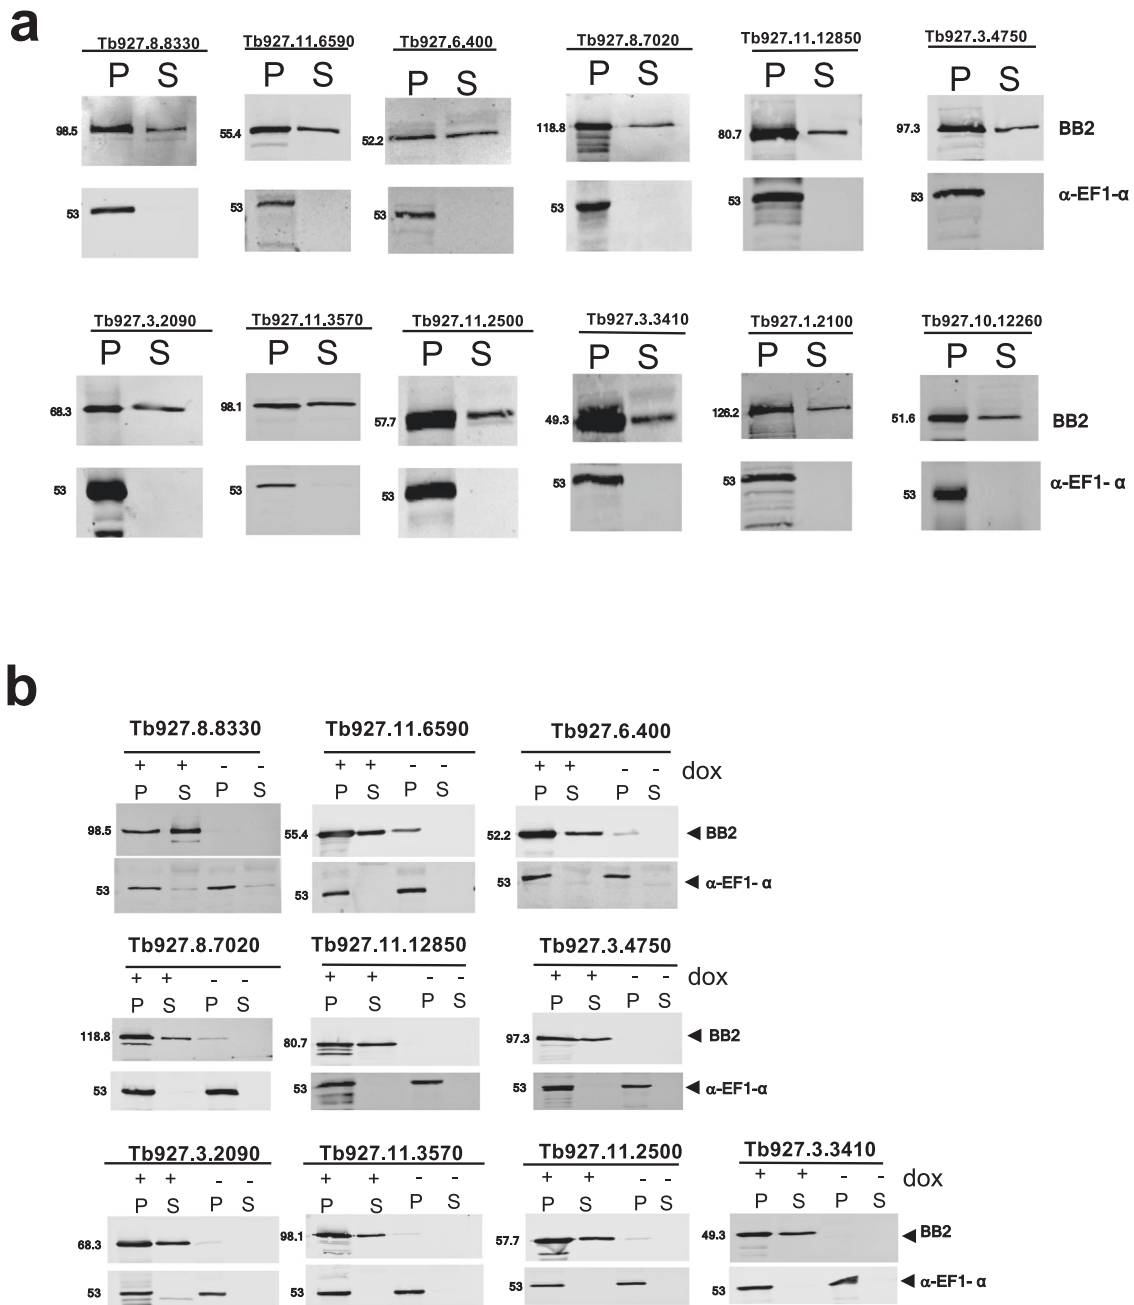 a
Tb927.8.8330 Tb927.11.6590 Tb927.6.400 Tb927.8.7020 Tb927.11.12850 Tb927.3.4750
P S P S P S P S P S P S
98.5 55.4 52.2 118.8 80.7 97.3 BB2
53 53 53 53 53 53 α-EF1-α
Tb927.3.2090 Tb927.11.3570 Tb927.11.2500 Tb927.3.3410 Tb927.1.2100 Tb927.10.12260
P S P S P S P S P S P S
68.3 98.1 57.7 49.3 126.2 51.6 BB2
53 53 53 53 53 53 α-EF1- α
b
Tb927.8.8330 Tb927.11.6590 Tb927.6.400
+ + - - + + - - + + - - dox
P S P S P S P S P S P S
98.5 55.4 52.2 BB2
53 53 53 α-EF1- α
Tb927.8.7020 Tb927.11.12850 Tb927.3.4750
+ + - - + + - - + + - - dox
P S P S P S P S P S P S
118.8 80.7 97.3 BB2
53 53 53 α-EF1-α
Tb927.3.2090 Tb927.11.3570 Tb927.11.2500 Tb927.3.3410
+ + - - + + - - + + - - + + - - dox
P S P S P S P S P S P S P S P S
68.3 98.1 57.7 49.3 BB2
53 53 53 53 α-EF1- α